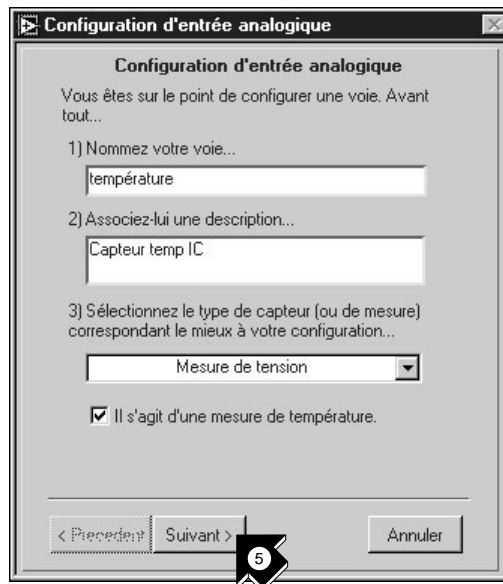 Configuration d'entrée analogique
Configuration d'entrée analogique
Vous êtes sur le point de configurer une voie. Avant
tout...
1) Nommez votre voie...
température
2) Associez-lui une description...
Capteur temp IC
3) Sélectionnez le type de capteur (ou de mesure)
correspondant le mieux à votre configuration...
Mesure de tension
Il s'agit d'une mesure de température.
< Precedent Suivant > Annuler
5